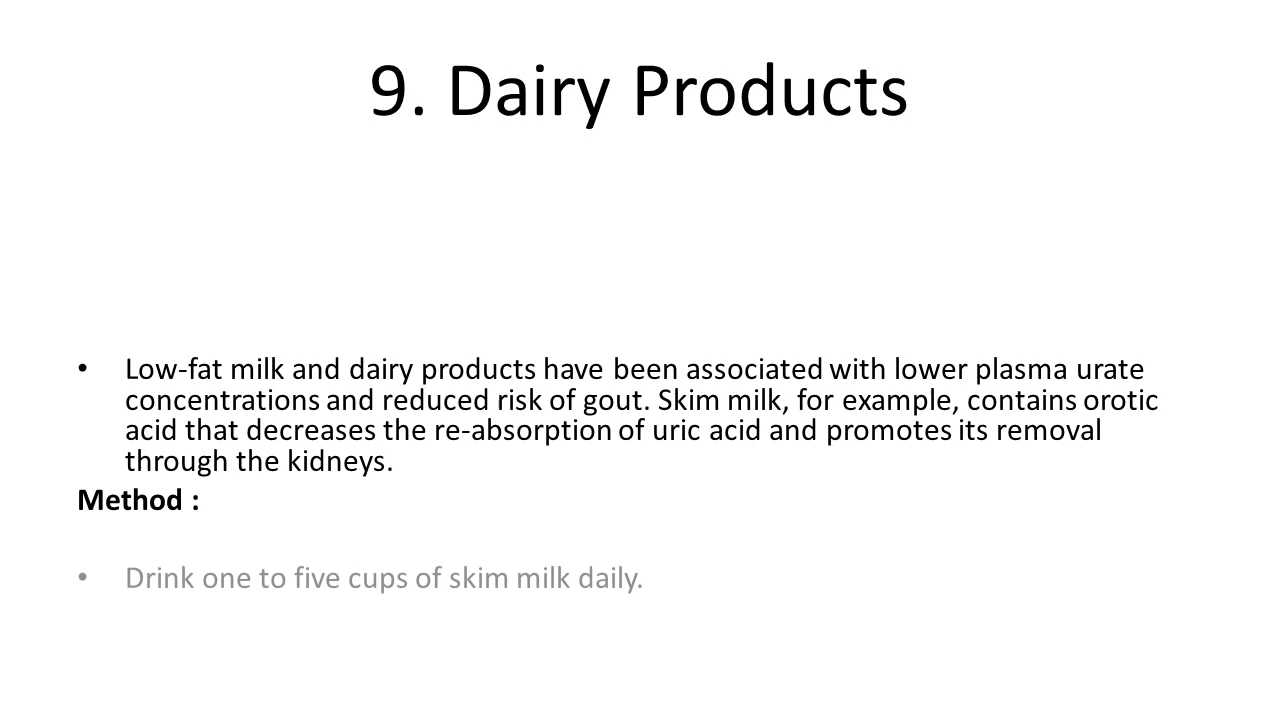 9. Dairy Products
• Low-fat milk and dairy products have been associated with lower plasma urate
concentrations and reduced risk of gout. Skim milk, for example, contains orotic
acid that decreases the re-absorption of uric acid and promotes its removal
through the kidneys.
Method :
• Drink one to five cups of skim milk daily.